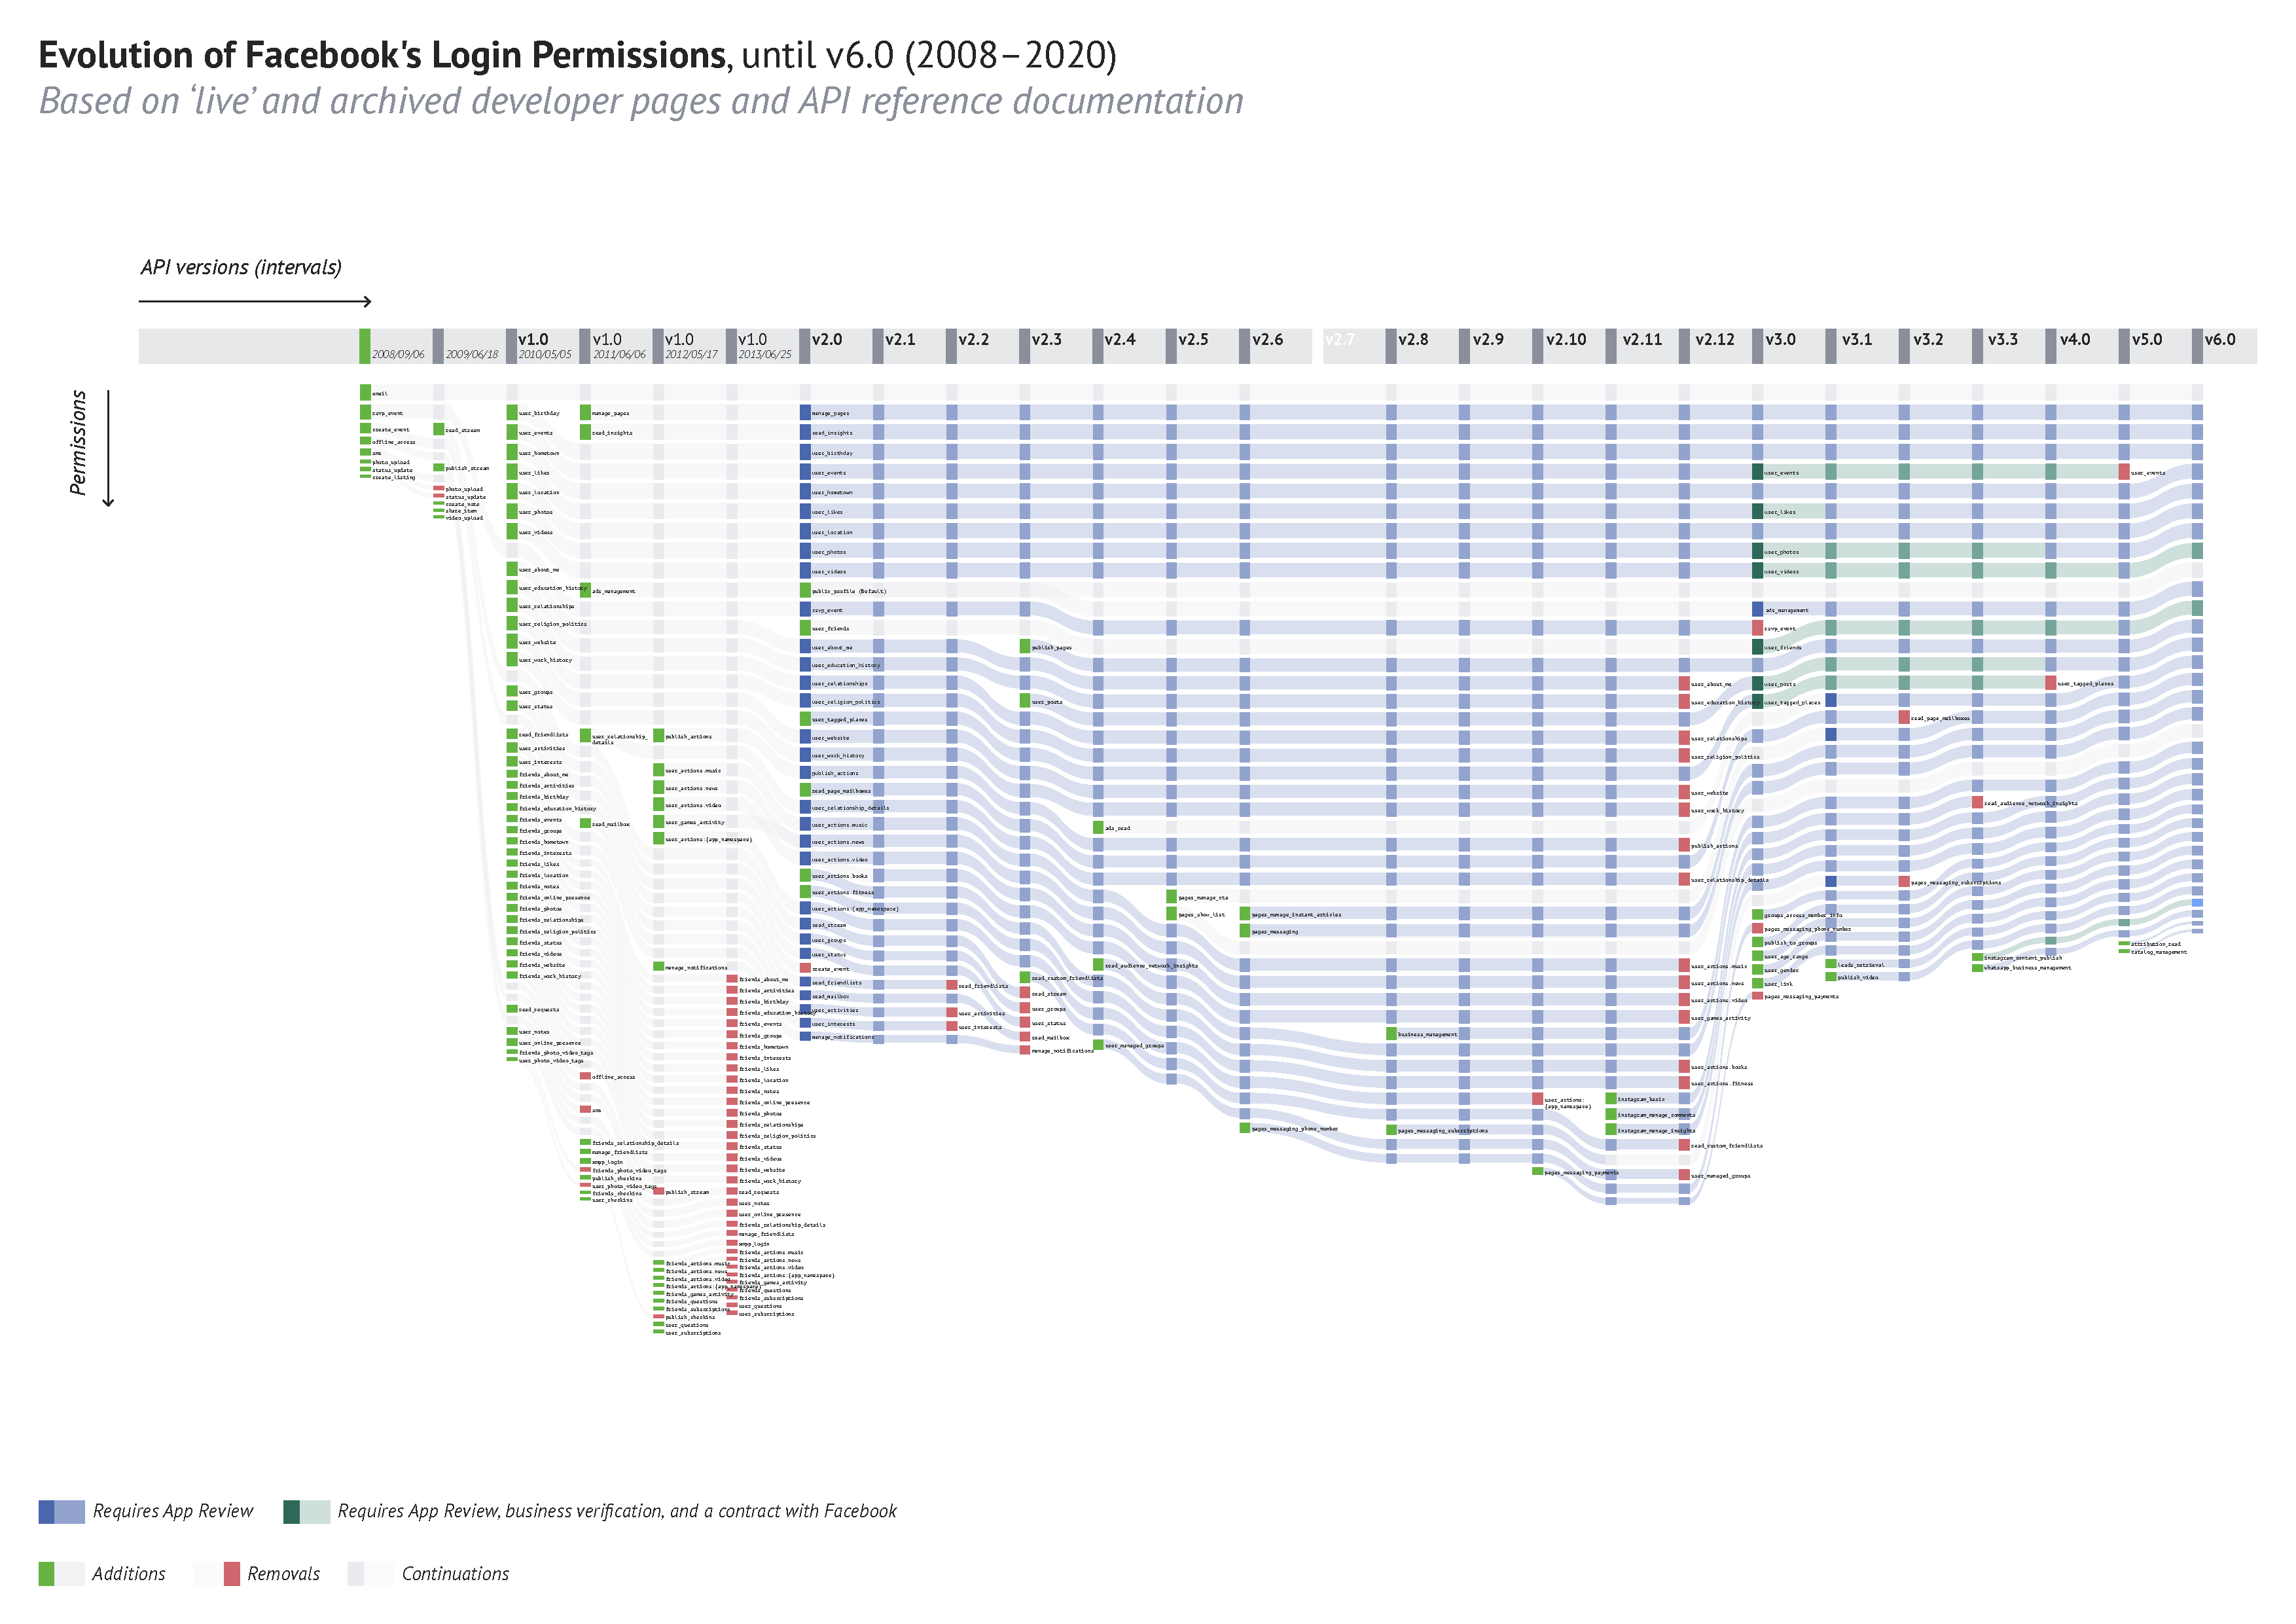 Evolution of Facebook's Login Permissions, until v6.0 (2008–2020)
Based on ‘live’ and archived developer pages and API reference documentation
API versions (intervals)
Permissions
2008/09/06
2009/06/18
v1.0
2010/05/05
v1.0
2011/06/06
v1.0
2012/05/17
v1.0
2013/06/25
v2.0
v2.1
v2.2
v2.3
v2.4
v2.5
v2.6
v2.7
v2.8
v2.9
v2.10
v2.11
v2.12
v3.0
v3.1
v3.2
v3.3
v4.0
v5.0
v6.0
email
rsvp_event
create_event
offline_access
sms
photo_upload
status_update
create_listing
read_stream
publish_stream
photo_upload
status_update
create_note
share_item
video_upload
user_birthday
user_events
user_hometown
user_likes
user_location
user_photos
user_videos
user_about_me
user_education_history
user_relationships
user_religion_politics
user_website
user_work_history
user_groups
user_status
read_friendlists
user_activities
user_interests
friends_about_me
friends_activities
friends_birthday
friends_education_history
friends_events
friends_groups
friends_hometown
friends_interests
friends_likes
friends_location
friends_notes
friends_online_presence
friends_photos
friends_relationships
friends_religion_politics
friends_status
friends_videos
friends_website
friends_work_history
read_requests
user_notes
user_online_presence
friends_photo_video_tags
user_photo_video_tags
manage_pages
read_insights
ads_management
user_relationship_
details
read_mailbox
offline_access
sms
friends_relationship_details
manage_friendlists
xmpp_login
friends_photo_video_tags
publish_checkins
user_photo_video_tags
friends_checkins
user_checkins
publish_actions
user_actions.music
user_actions.news
user_actions.video
user_games_activity
user_actions:{app_namespace}
manage_notifications
publish_stream
friends_actions.music
friends_actions.news
friends_actions.video
friends_actions:{app_namespace}
friends_games_activity
friends_questions
friends_subscriptions
publish_checkins
user_questions
user_subscriptions
friends_about_me
friends_activities
friends_birthday
friends_education_history
friends_events
friends_groups
friends_hometown
friends_interests
friends_likes
friends_location
friends_notes
friends_online_presence
friends_photos
friends_relationships
friends_religion_politics
friends_status
friends_videos
friends_website
friends_work_history
read_requests
user_notes
user_online_presence
friends_relationship_details
manage_friendlists
xmpp_login
friends_actions.music
friends_actions.news
friends_actions.video
friends_actions:{app_namespace}
friends_games_activity
friends_questions
friends_subscriptions
user_questions
user_subscriptions
manage_pages
read_insights
user_birthday
user_events
user_hometown
user_likes
user_location
user_photos
user_videos
public_profile (Default)
rsvp_event
user_friends
user_about_me
user_education_history
user_relationships
user_religion_politics
user_tagged_places
user_website
user_work_history
publish_actions
read_page_mailboxes
user_relationship_details
user_actions.music
user_actions.news
user_actions.video
user_actions.books
user_actions.fitness
user_actions:{app_namespace}
read_stream
user_groups
user_status
create_event
read_friendlists
read_mailbox
user_activities
user_interests
manage_notifications
read_friendlists
user_activities
user_interests
publish_pages
user_posts
read_custom_friendlists
read_stream
user_groups
user_status
read_mailbox
manage_notifications
ads_read
read_audience_network_insights
user_managed_groups
pages_manage_cta
pages_show_list
pages_manage_instant_articles
pages_messaging
pages_messaging_phone_number
business_management
pages_messaging_subscriptions
user_actions:
{app_namespace}
pages_messaging_payments
instagram_basic
instagram_manage_comments
instagram_manage_insights
user_about_me
user_education_history
user_relationships
user_religion_politics
user_website
user_work_history
publish_actions
user_relationship_details
user_actions.music
user_actions.news
user_actions.video
user_games_activity
user_actions.books
user_actions.fitness
read_custom_friendlists
user_managed_groups
user_events
user_likes
user_photos
user_videos
ads_management
rsvp_event
user_friends
user_posts
user_tagged_places
groups_access_member_info
pages_messaging_phone_number
publish_to_groups
user_age_range
user_gender
user_link
pages_messaging_payments
leads_retrieval
publish_video
read_page_mailboxes
pages_messaging_subscriptions
read_audience_network_insights
instagram_content_publish
whatsapp_business_management
user_tagged_places
user_events
attribution_read
catalog_management
Requires App Review
Requires App Review, business verification, and a contract with Facebook
Additions
Removals
Continuations